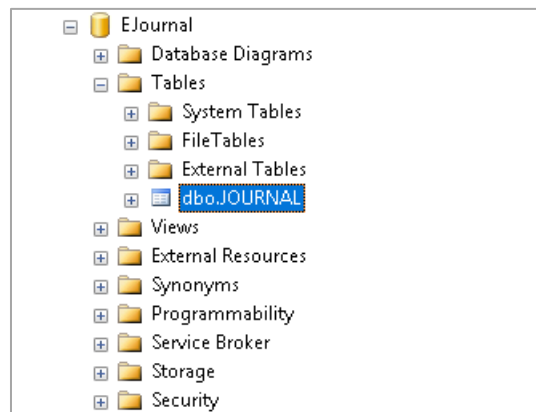 EJournal
Database Diagrams
Tables
System Tables
FileTables
External Tables
dbo.JOURNAL
Views
External Resources
Synonyms
Programmability
Service Broker
Storage
Security